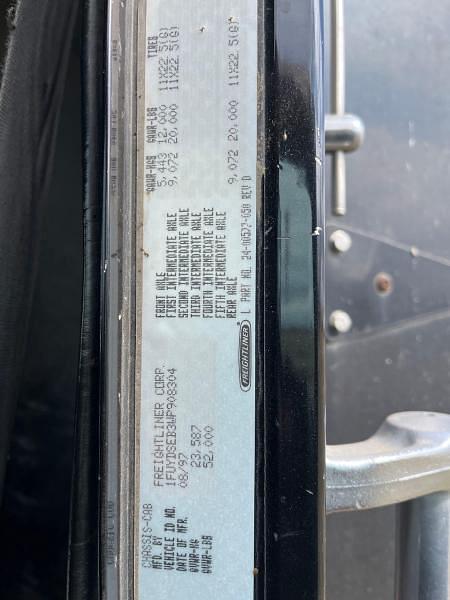 CHASSIS-CAB
MFD. BY FREIGHTLINER CORP.
VEHICLE ID NO. 1FUYDSEB3WP908304
DATE OF MFR. 08/97
GVWR-KG 23,587
GVWR-LBS 52,000
GAWR-KGS GAWR-LBS TIRES
FRONT AXLE 5,443 12,000 11X22.5(G)
FIRST INTERMEDIATE AXLE 9,072 20,000 11X22.5(G)
SECOND INTERMEDIATE AXLE
THIRD INTERMEDIATE AXLE
FOURTH INTERMEDIATE AXLE
FIFTH INTERMEDIATE AXLE
REAR AXLE 9,072 20,000 11X22.5(G)
FREIGHTLINER L PART NO. 24-00572-050 REV D